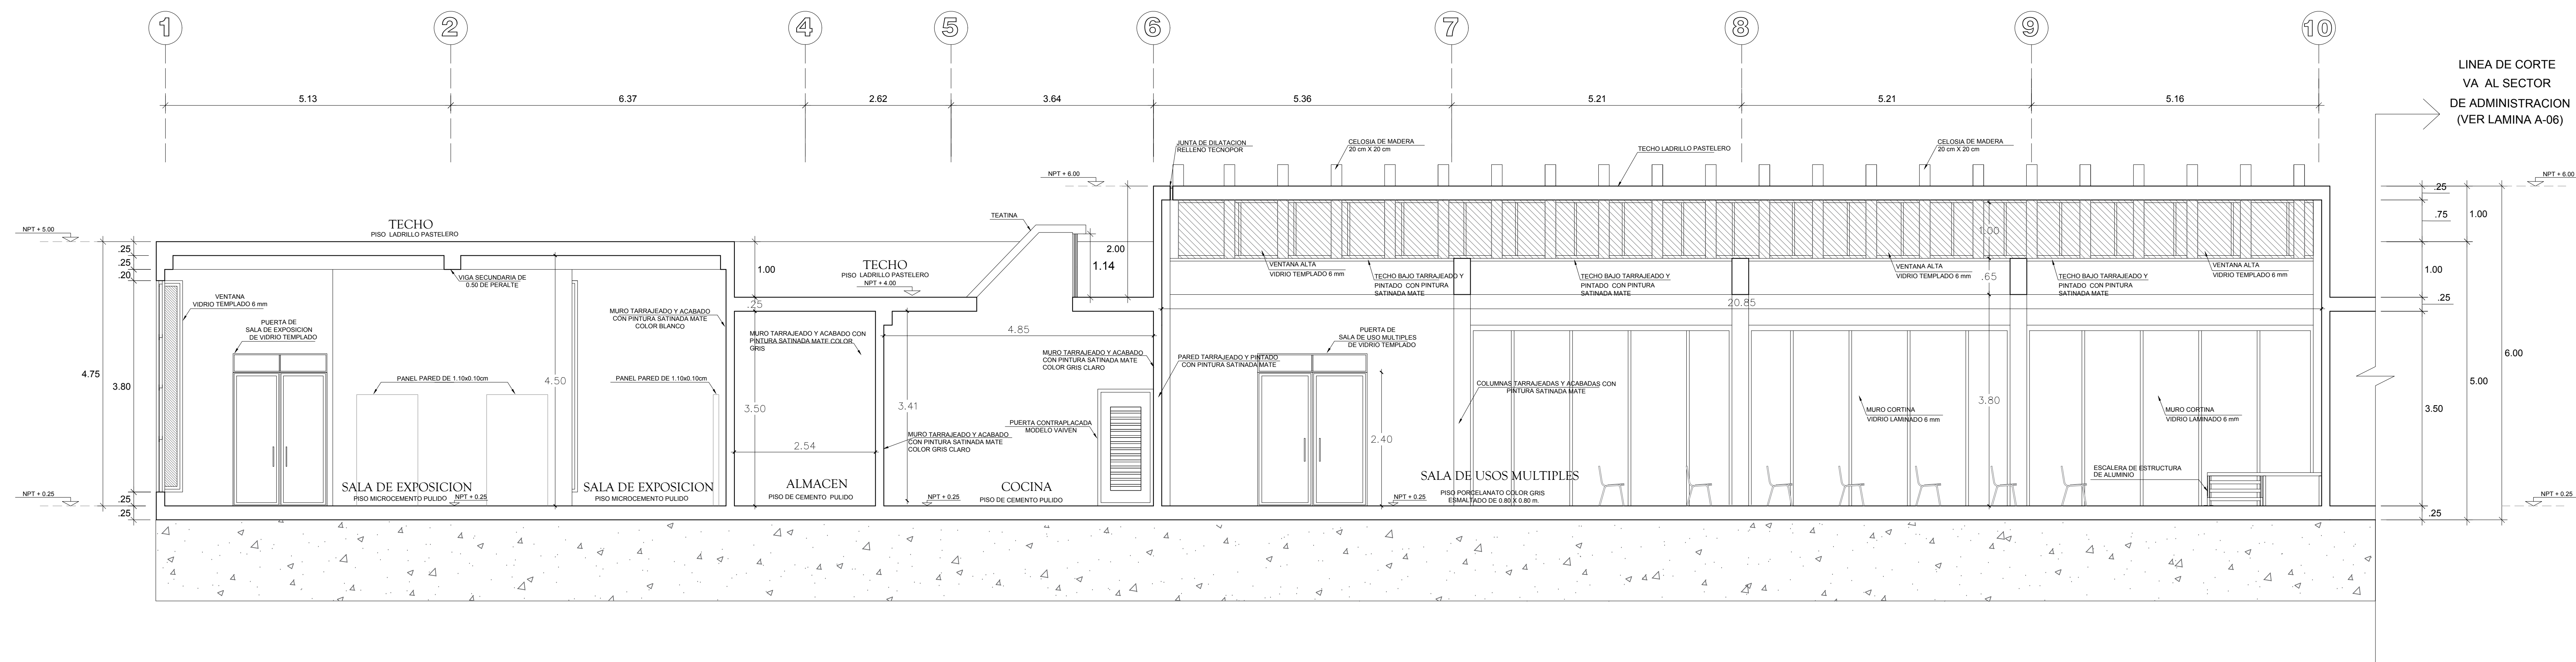 1
2
4
5
6
7
8
9
10
LINEA DE CORTE
VA AL SECTOR
DE ADMINISTRACION
(VER LAMINA A-06)
5.13
6.37
2.62
3.64
5.36
5.21
5.21
5.16
JUNTA DE DILATACION
RELLENO TECNOPOR
CELOSIA DE MADERA
20 cm X 20 cm
TECHO LADRILLO PASTELERO
CELOSIA DE MADERA
20 cm X 20 cm
NPT + 6.00
NPT + 6.00
.25
.75
1.00
TEATINA
TECHO
PISO LADRILLO PASTELERO
NPT + 5.00
.25
.25
.20
2.00
1.14
1.00
TECHO
PISO LADRILLO PASTELERO
NPT + 4.00
1.00
VENTANA ALTA
VIDRIO TEMPLADO 6 mm
VENTANA ALTA
VIDRIO TEMPLADO 6 mm
VENTANA ALTA
VIDRIO TEMPLADO 6 mm
TECHO BAJO TARRAJEADO Y
PINTADO CON PINTURA
SATINADA MATE
TECHO BAJO TARRAJEADO Y
PINTADO CON PINTURA
SATINADA MATE
TECHO BAJO TARRAJEADO Y
PINTADO CON PINTURA
SATINADA MATE
.65
20.85
1.00
.25
VIGA SECUNDARIA DE
0.50 DE PERALTE
VENTANA
VIDRIO TEMPLADO 6 mm
PUERTA DE
SALA DE EXPOSICION
DE VIDRIO TEMPLADO
MURO TARRAJEADO Y ACABADO
CON PINTURA SATINADA MATE
COLOR BLANCO
.25
MURO TARRAJEADO Y ACABADO CON
PINTURA SATINADA MATE COLOR
GRIS
4.85
MURO TARRAJEADO Y ACABADO
CON PINTURA SATINADA MATE
COLOR GRIS CLARO
PARED TARRAJEADO Y PINTADO
CON PINTURA SATINADA MATE
PUERTA DE
SALA DE USO MULTIPLES
DE VIDRIO TEMPLADO
COLUMNAS TARRAJEADAS Y ACABADAS CON
PINTURA SATINADA MATE
4.75
3.80
PANEL PARED DE 1.10x0.10cm
4.50
PANEL PARED DE 1.10x0.10cm
3.50
3.41
2.54
MURO TARRAJEADO Y ACABADO
CON PINTURA SATINADA MATE
COLOR GRIS CLARO
PUERTA CONTRAPLACADA
MODELO VAIVEN
2.40
3.80
MURO CORTINA
VIDRIO LAMINADO 6 mm
MURO CORTINA
VIDRIO LAMINADO 6 mm
3.50
5.00
6.00
ESCALERA DE ESTRUCTURA
DE ALUMINIO
NPT + 0.25
.25
.25
SALA DE EXPOSICION
PISO MICROCEMENTO PULIDO
NPT + 0.25
SALA DE EXPOSICION
PISO MICROCEMENTO PULIDO
ALMACEN
PISO DE CEMENTO PULIDO
COCINA
PISO DE CEMENTO PULIDO
NPT + 0.25
SALA DE USOS MULTIPLES
PISO PORCELANATO COLOR GRIS
ESMALTADO DE 0.80 X 0.80 m.
NPT + 0.25
NPT + 0.25
.25